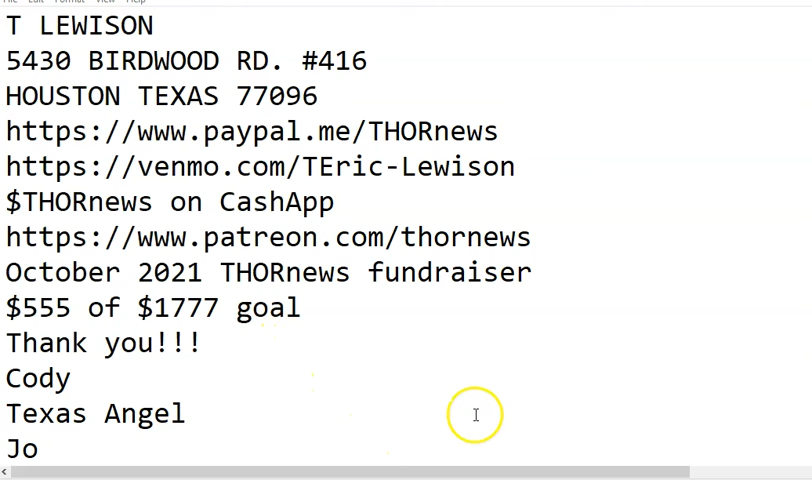 T LEWISON
5430 BIRDWOOD RD. #416
HOUSTON TEXAS 77096
https://www.paypal.me/THORnews
https://venmo.com/TEric-Lewison
$THORnews on CashApp
https://www.patreon.com/thornews
October 2021 THORnews fundraiser
$555 of $1777 goal
Thank you!!!
Cody
Texas Angel
Jo